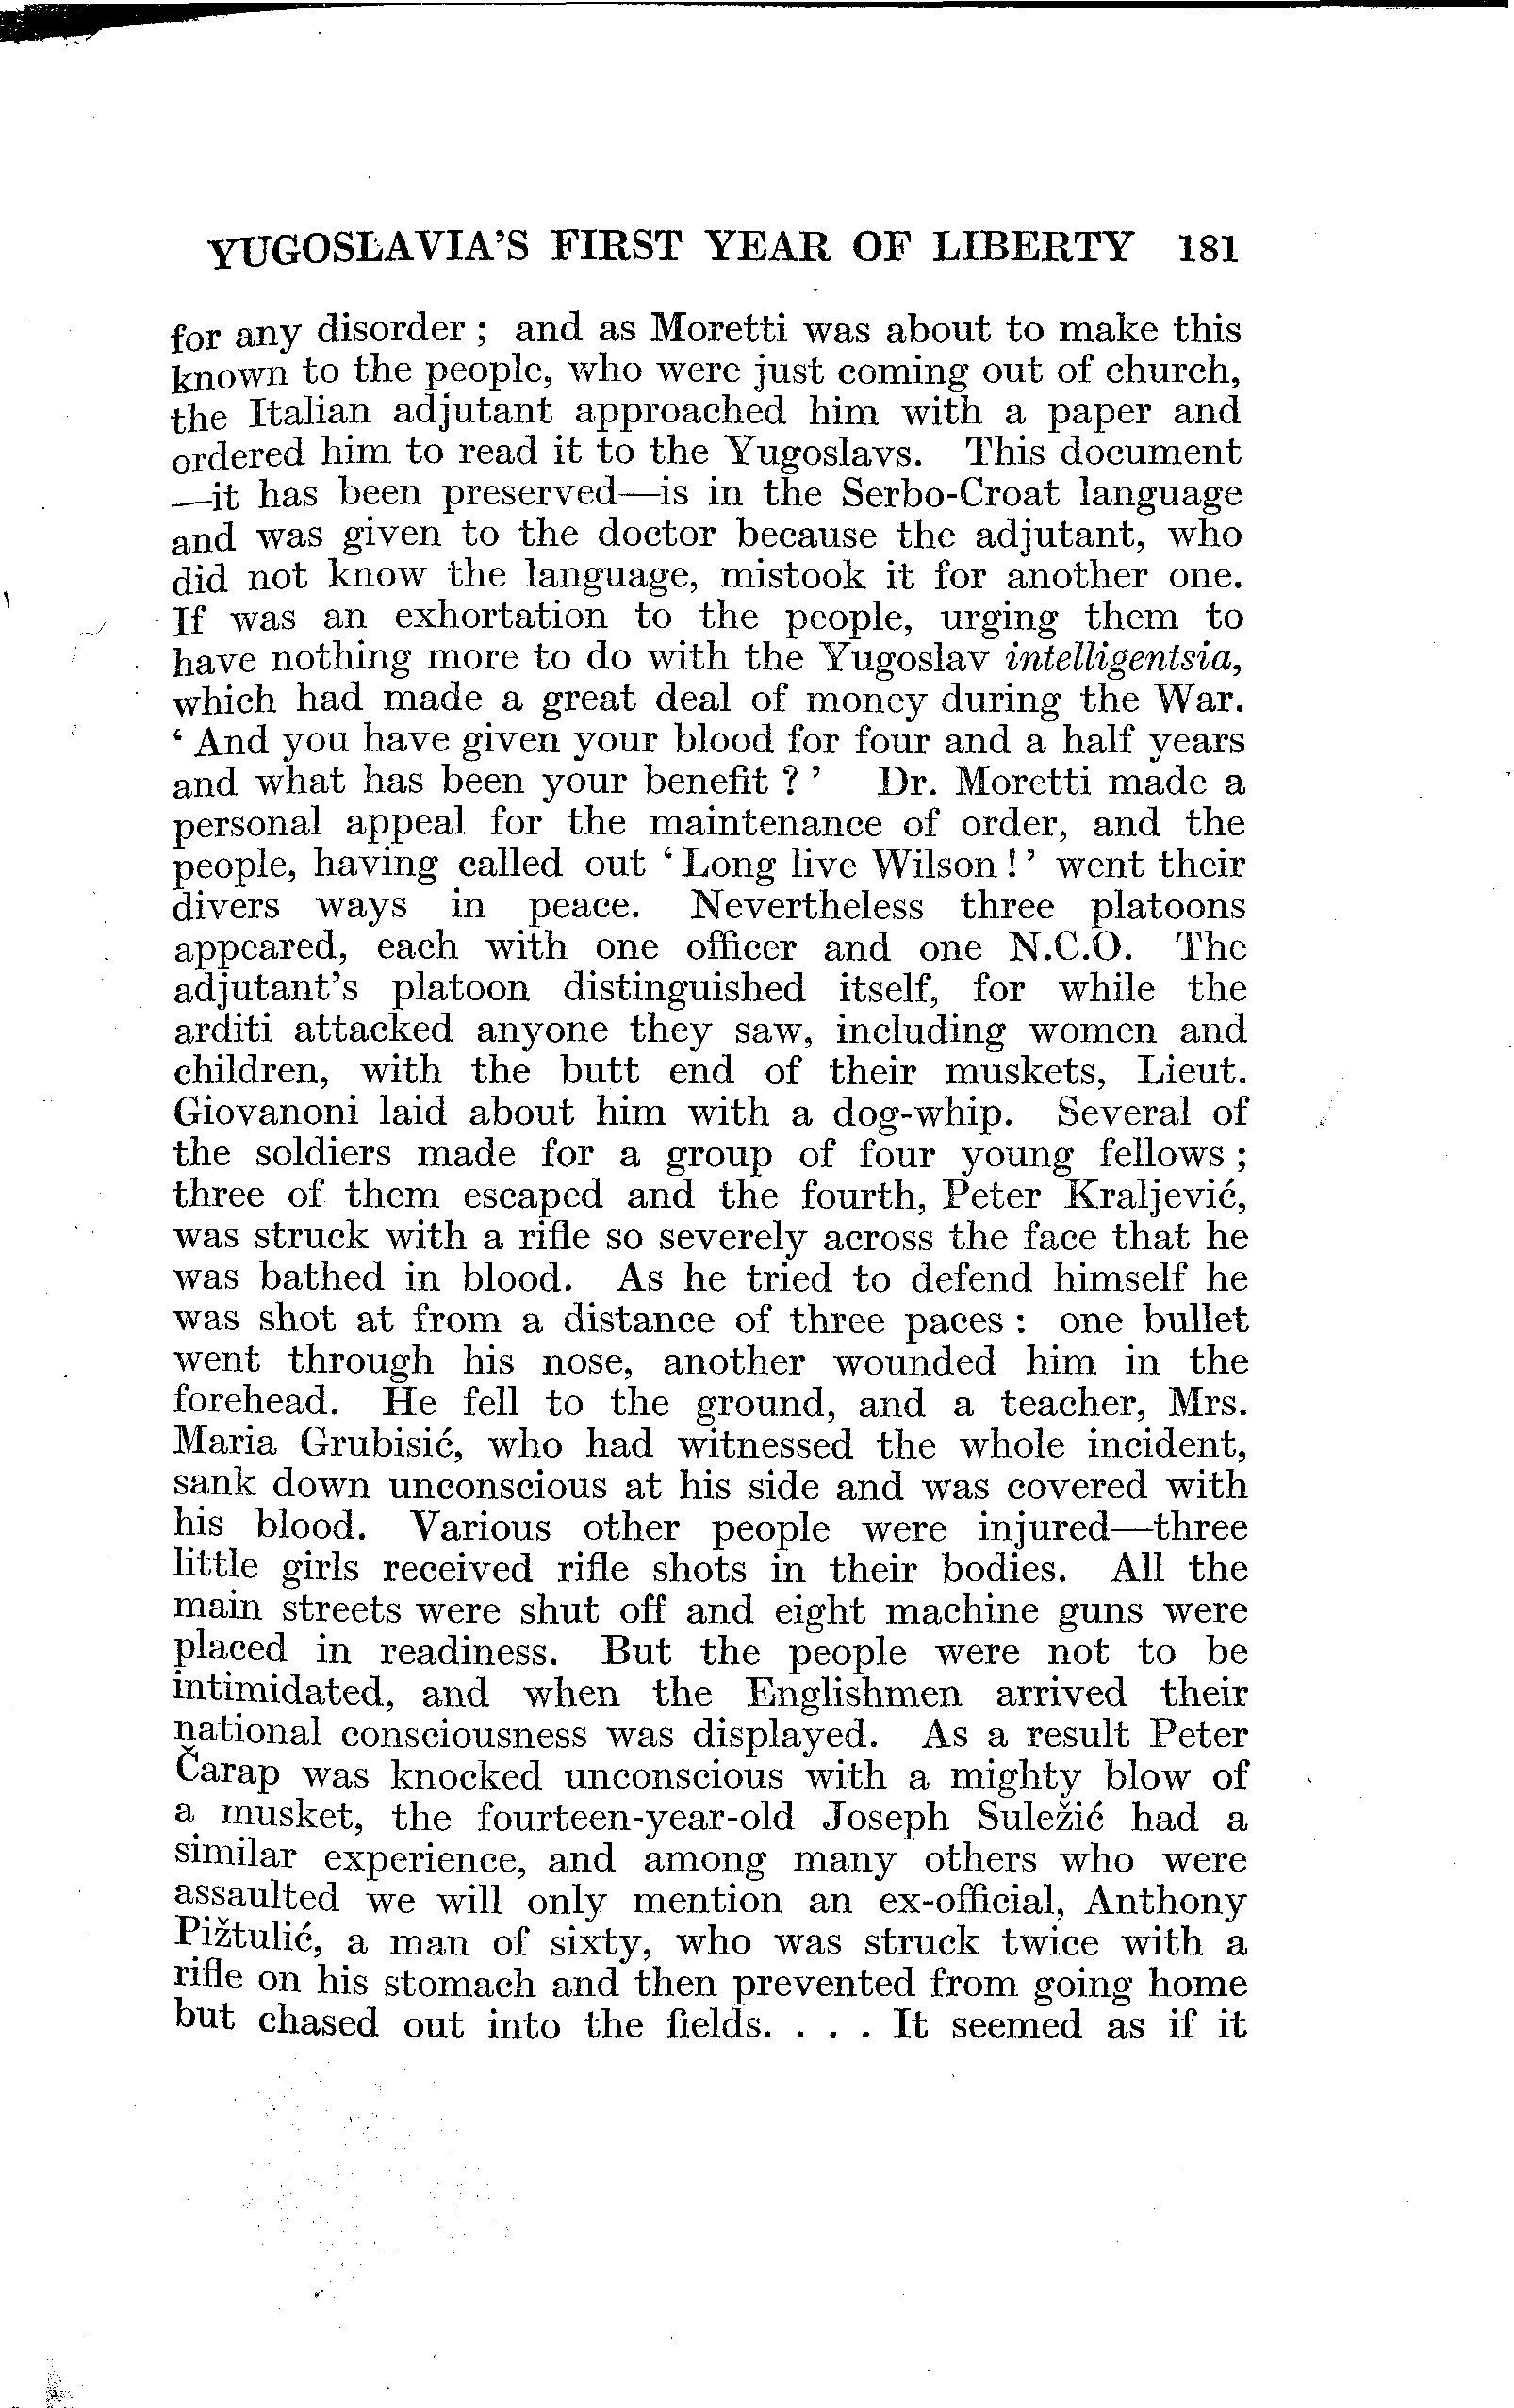 YUGOSLAVIA'S FIRST YEAR OF LIBERTY 181
for any disorder ; and as Moretti was about to make this
known to the people, who were just coming out of church,
the Italian adjutant approached him with a paper and
ordered him to read it to the Yugoslavs. This document
—it has been preserved—is in the Serbo-Croat language
and was given to the doctor because the adjutant, who
did not know the language, mistook it for another one.
If was an exhortation to the people, urging them to
have nothing more to do with the Yugoslav intelligentsia,
which had made a great deal of money during the War.
‘ And you have given your blood for four and a half years
and what has been your benefit ? ’ Dr. Moretti made a
personal appeal for the maintenance of order, and the
people, having called out ‘ Long live Wilson ! ’ went their
divers ways in peace. Nevertheless three platoons
appeared, each with one officer and one N.C.O. The
adjutant's platoon distinguished itself, for while the
arditi attacked anyone they saw, including women and
children, with the butt end of their muskets, Lieut.
Giovanoni laid about him with a dog-whip. Several of
the soldiers made for a group of four young fellows ;
three of them escaped and the fourth, Peter Kraljević,
was struck with a rifle so severely across the face that he
was bathed in blood. As he tried to defend himself he
was shot at from a distance of three paces : one bullet
went through his nose, another wounded him in the
forehead. He fell to the ground, and a teacher, Mrs.
Maria Grubisić, who had witnessed the whole incident,
sank down unconscious at his side and was covered with
his blood. Various other people were injured—three
little girls received rifle shots in their bodies. All the
main streets were shut off and eight machine guns were
placed in readiness. But the people were not to be
intimidated, and when the Englishmen arrived their
national consciousness was displayed. As a result Peter
Čarap was knocked unconscious with a mighty blow of
a musket, the fourteen-year-old Joseph Suležić had a
similar experience, and among many others who were
assaulted we will only mention an ex-official, Anthony
Pižtulić, a man of sixty, who was struck twice with a
rifle on his stomach and then prevented from going home
but chased out into the fields. . . . It seemed as if it